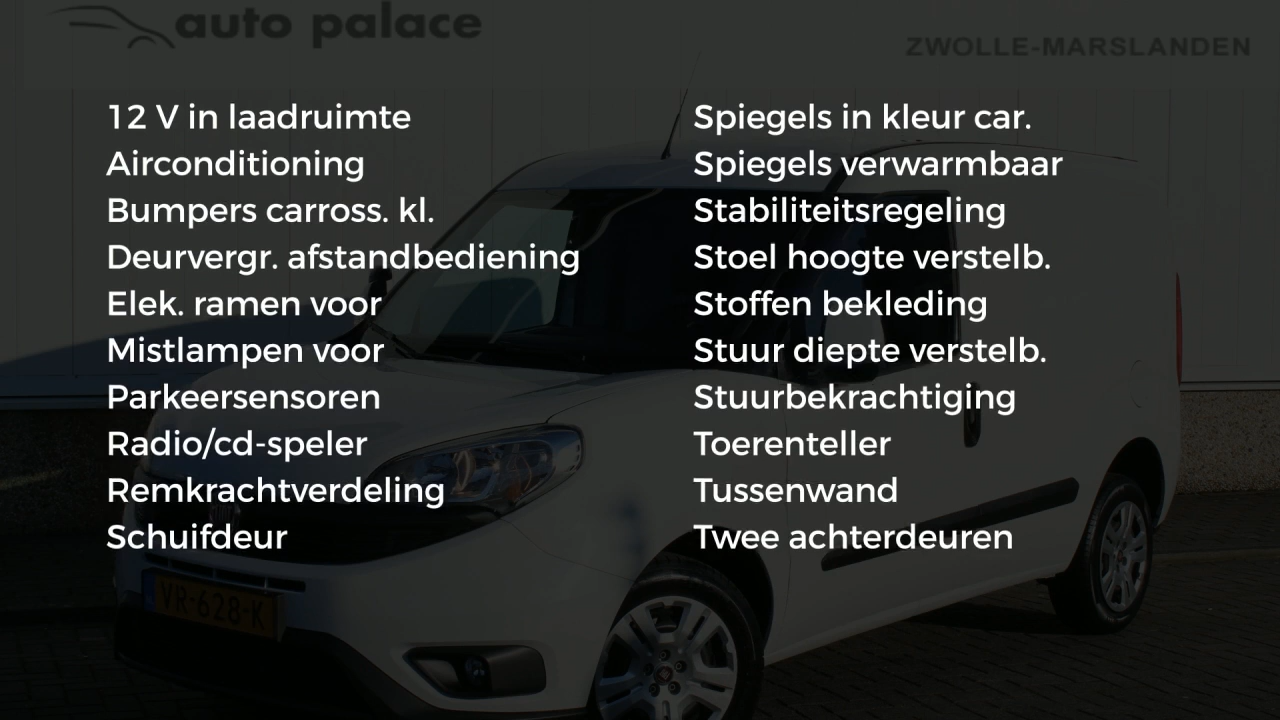 auto palace
ZWOLLE-MARSLANDEN
12 V in laadruimte
Airconditioning
Bumpers carross. kl.
Deurvergr. afstandbediening
Elek. ramen voor
Mistlampen voor
Parkeersensoren
Radio/cd-speler
Remkrachtverdeling
Schuifdeur
Spiegels in kleur car.
Spiegels verwarmbaar
Stabiliteitsregeling
Stoel hoogte verstelb.
Stoffen bekleding
Stuur diepte verstelb.
Stuurbekrachtiging
Toerenteller
Tussenwand
Twee achterdeuren
VR-628-K